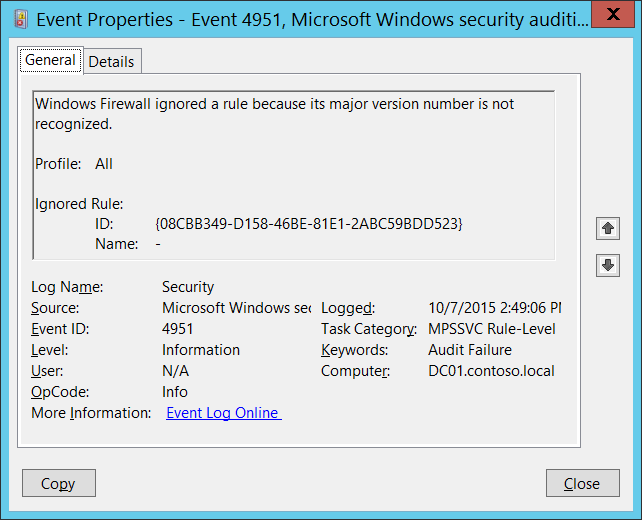 Event Properties - Event 4951, Microsoft Windows security auditi...
X
General
Details
Windows Firewall ignored a rule because its major version number is not
recognized.
Profile: All
Ignored Rule:
ID: {08CBB349-D158-46BE-81E1-2ABC59BDD523}
Name: -
Log Name: Security
Source: Microsoft Windows sec Logged: 10/7/2015 2:49:06 PM
Event ID: 4951 Task Category: MPSSVC Rule-Level
Level: Information Keywords: Audit Failure
User: N/A Computer: DC01.contoso.local
OpCode: Info
More Information: Event Log Online
Copy
Close